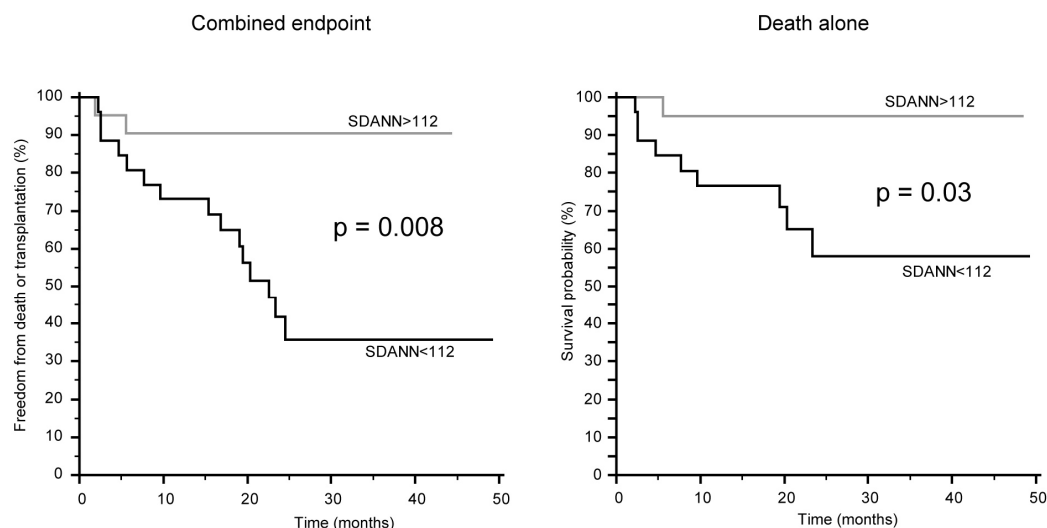 Combined endpoint
Freedom from death or transplantation (%)
100
90
80
70
60
50
40
30
20
10
0
SDANN>112
p = 0.008
SDANN<112
0 10 20 30 40 50
Time (months)
Death alone
Survival probability (%)
100
90
80
70
60
50
40
30
20
10
0
SDANN>112
p = 0.03
SDANN<112
0 10 20 30 40 50
Time (months)